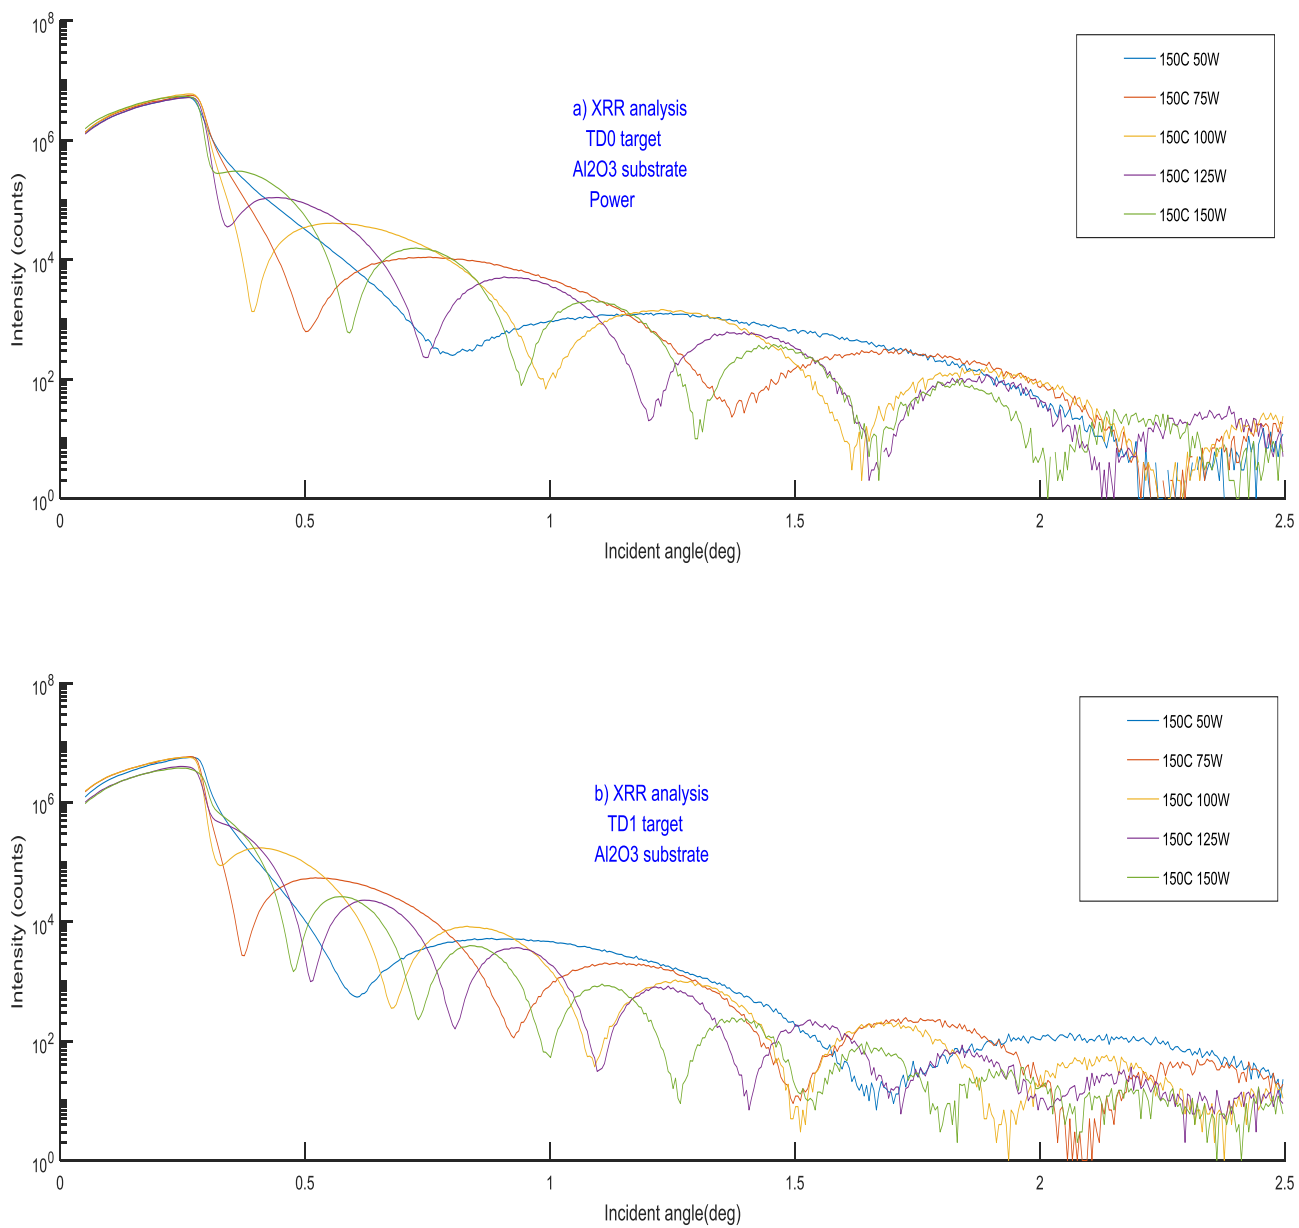 10^8
10^6
10^4
10^2
10^0
Intensity (counts)
a) XRR analysis
TD0 target
Al2O3 substrate
Power
150C 50W
150C 75W
150C 100W
150C 125W
150C 150W
0 0.5 1 1.5 2 2.5
Incident angle(deg)
10^8
10^6
10^4
10^2
10^0
Intensity (counts)
b) XRR analysis
TD1 target
Al2O3 substrate
150C 50W
150C 75W
150C 100W
150C 125W
150C 150W
0 0.5 1 1.5 2 2.5
Incident angle(deg)